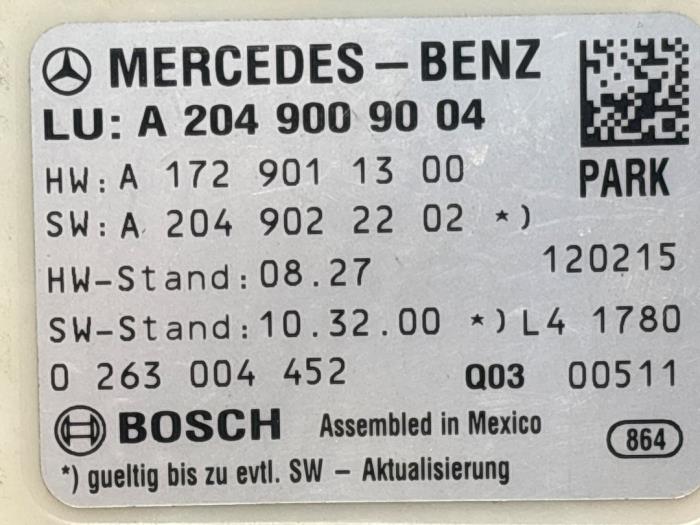 MERCEDES-BENZ
LU: A 204 900 90 04
HW: A 172 901 13 00
PARK
SW: A 204 902 22 02 *)
HW-Stand: 08.27 120215
SW-Stand: 10.32.00 *) L4 1780
0 263 004 452 Q03 00511
BOSCH Assembled in Mexico 864
*) gueltig bis zu evtl. SW - Aktualisierung